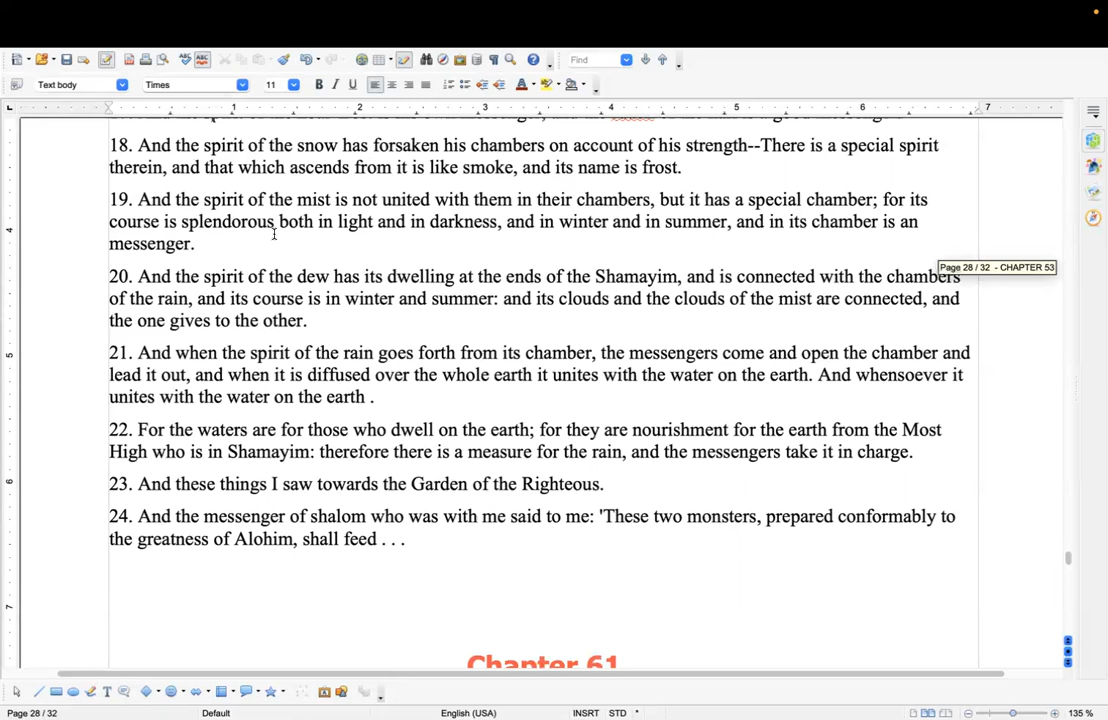 Text body
Times
11
B
I
U
Find
1
2
3
4
5
6
7
18. And the spirit of the snow has forsaken his chambers on account of his strength--There is a special spirit
therein, and that which ascends from it is like smoke, and its name is frost.
19. And the spirit of the mist is not united with them in their chambers, but it has a special chamber; for its
course is splendorous both in light and in darkness, and in winter and in summer, and in its chamber is an
messenger.
Page 28 / 32 - CHAPTER 53
20. And the spirit of the dew has its dwelling at the ends of the Shamayim, and is connected with the chambers
of the rain, and its course is in winter and summer: and its clouds and the clouds of the mist are connected, and
the one gives to the other.
21. And when the spirit of the rain goes forth from its chamber, the messengers come and open the chamber and
lead it out, and when it is diffused over the whole earth it unites with the water on the earth. And whensoever it
unites with the water on the earth .
22. For the waters are for those who dwell on the earth; for they are nourishment for the earth from the Most
High who is in Shamayim: therefore there is a measure for the rain, and the messengers take it in charge.
23. And these things I saw towards the Garden of the Righteous.
24. And the messenger of shalom who was with me said to me: 'These two monsters, prepared conformably to
the greatness of Alohim, shall feed . . .
Chapter 61
4
5
6
7
Page 28 / 32
Default
English (USA)
INSRT
STD
*
135 %